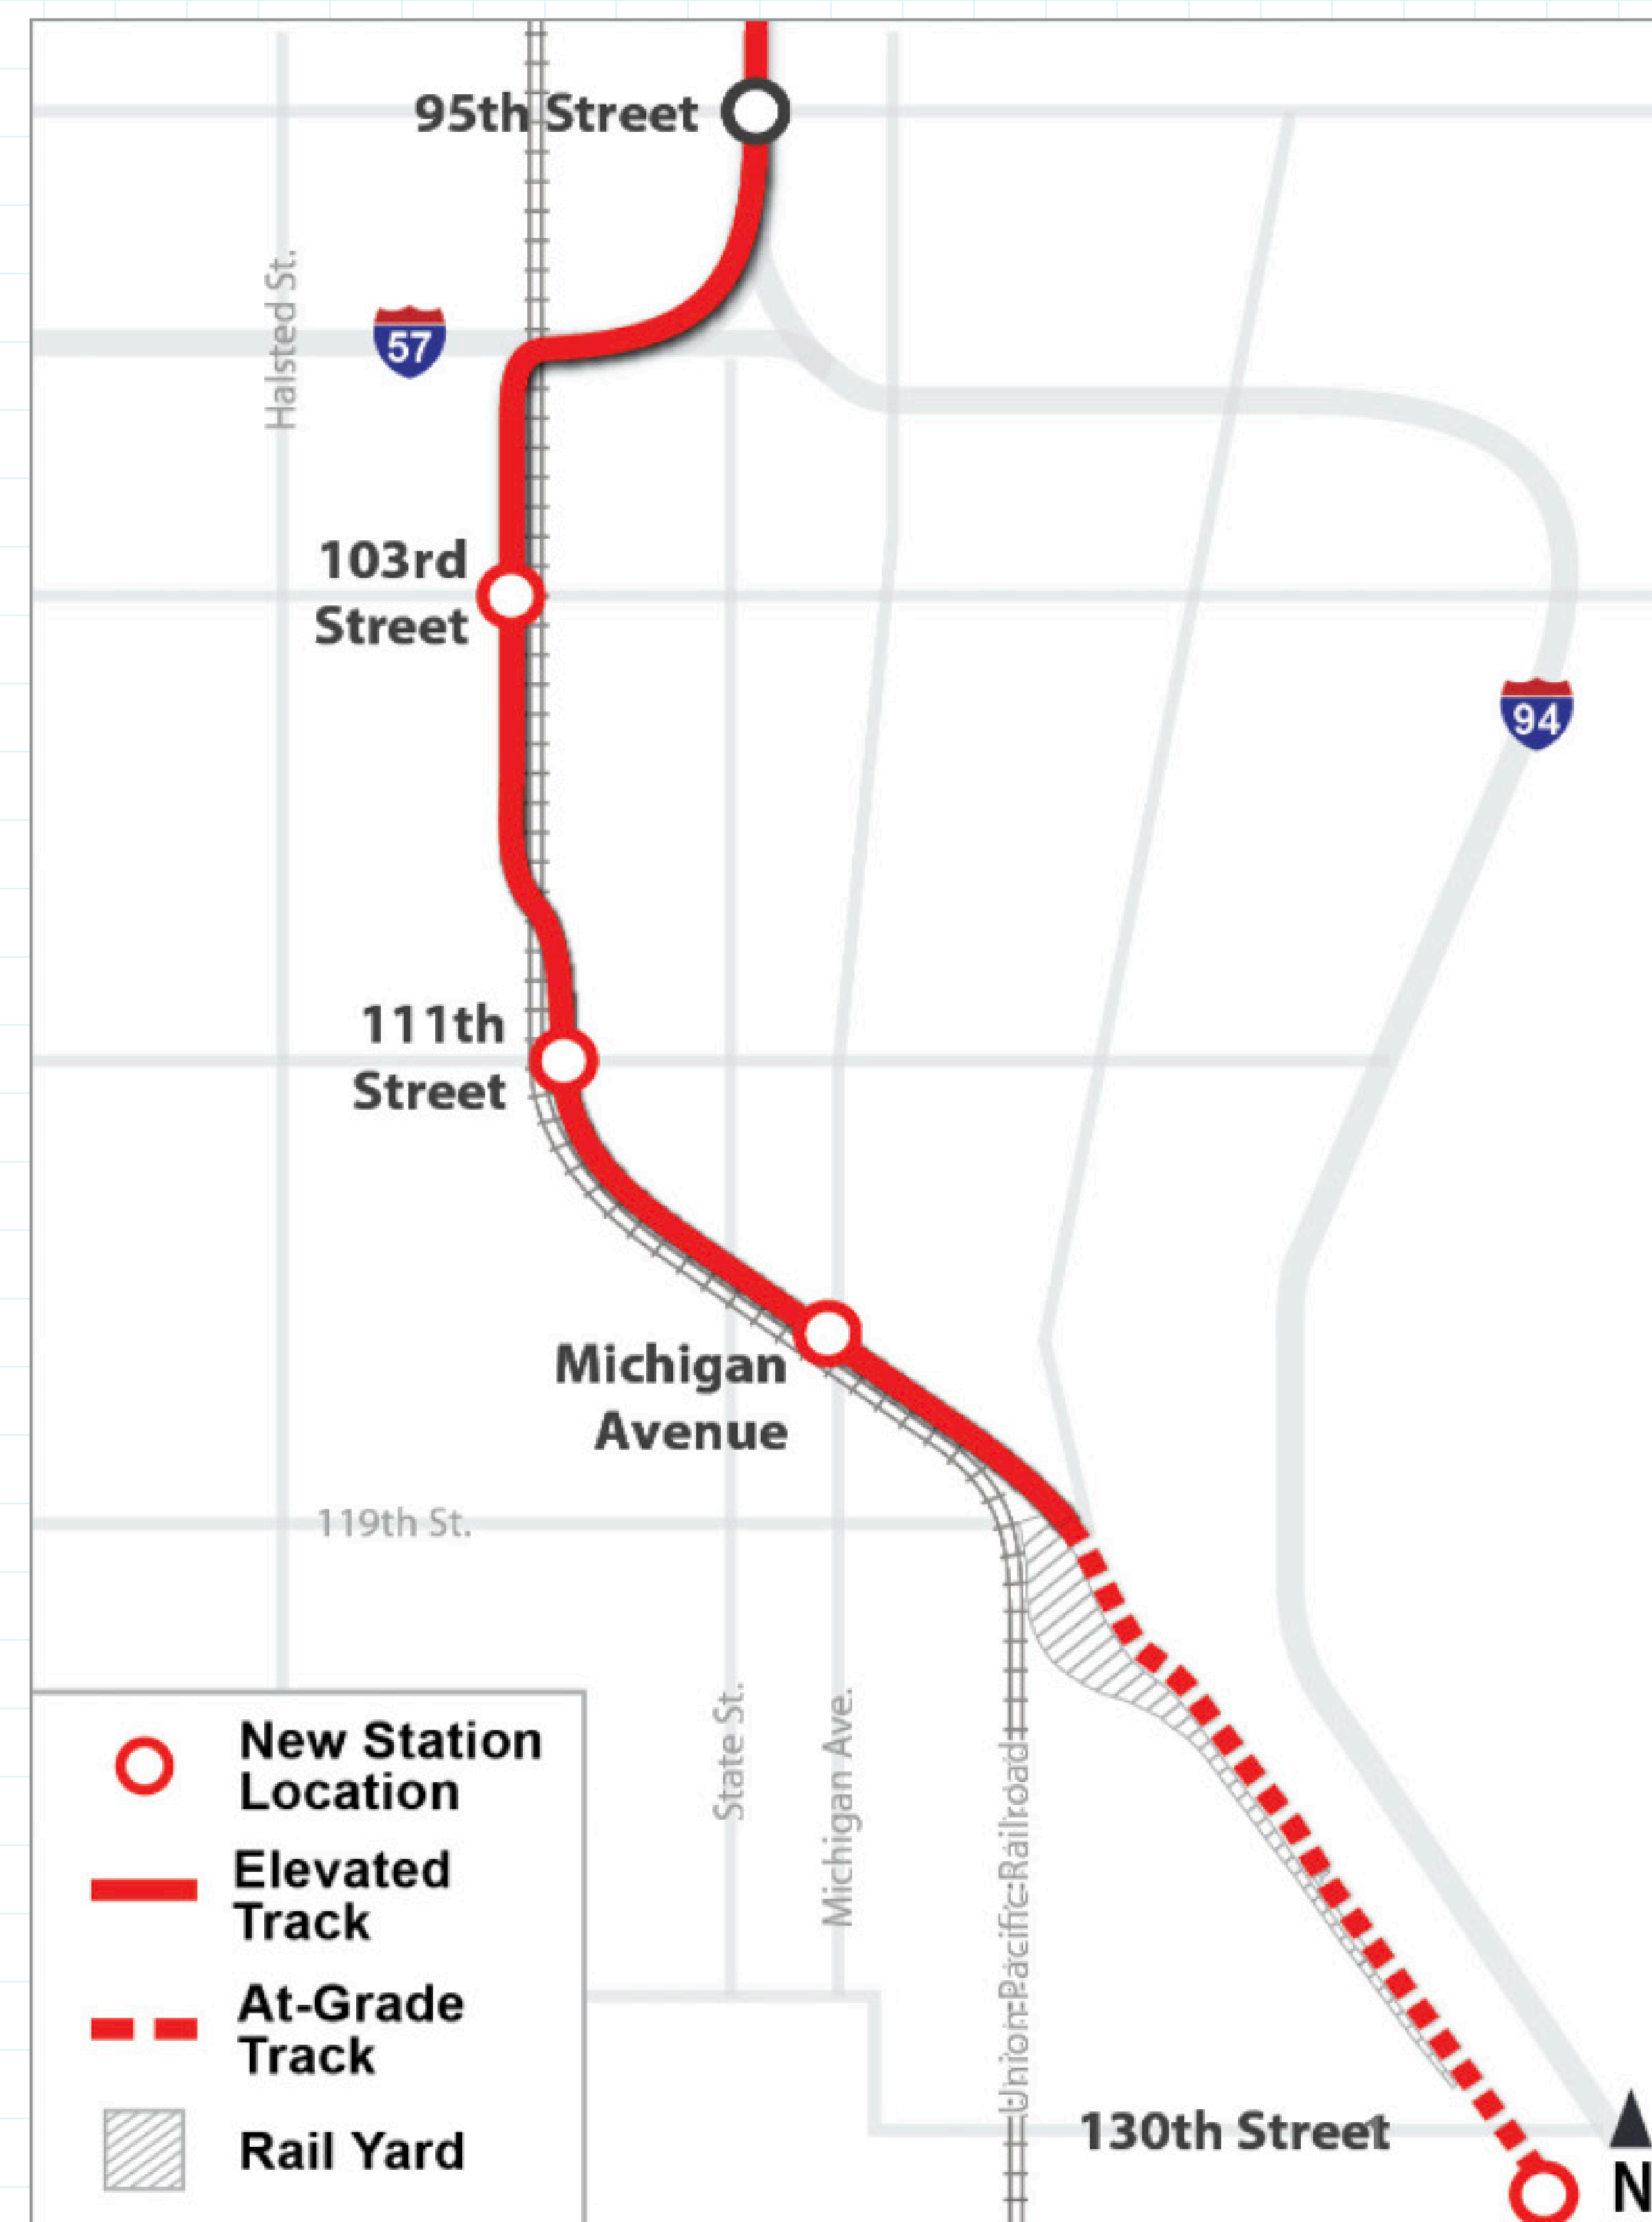 95th Street
Halsted St.
57
103rd
Street
94
111th
Street
Michigan
Avenue
119th St.
State St.
Michigan Ave.
Union Pacific Railroad
130th Street
N
New Station
Location
Elevated
Track
At-Grade
Track
Rail Yard